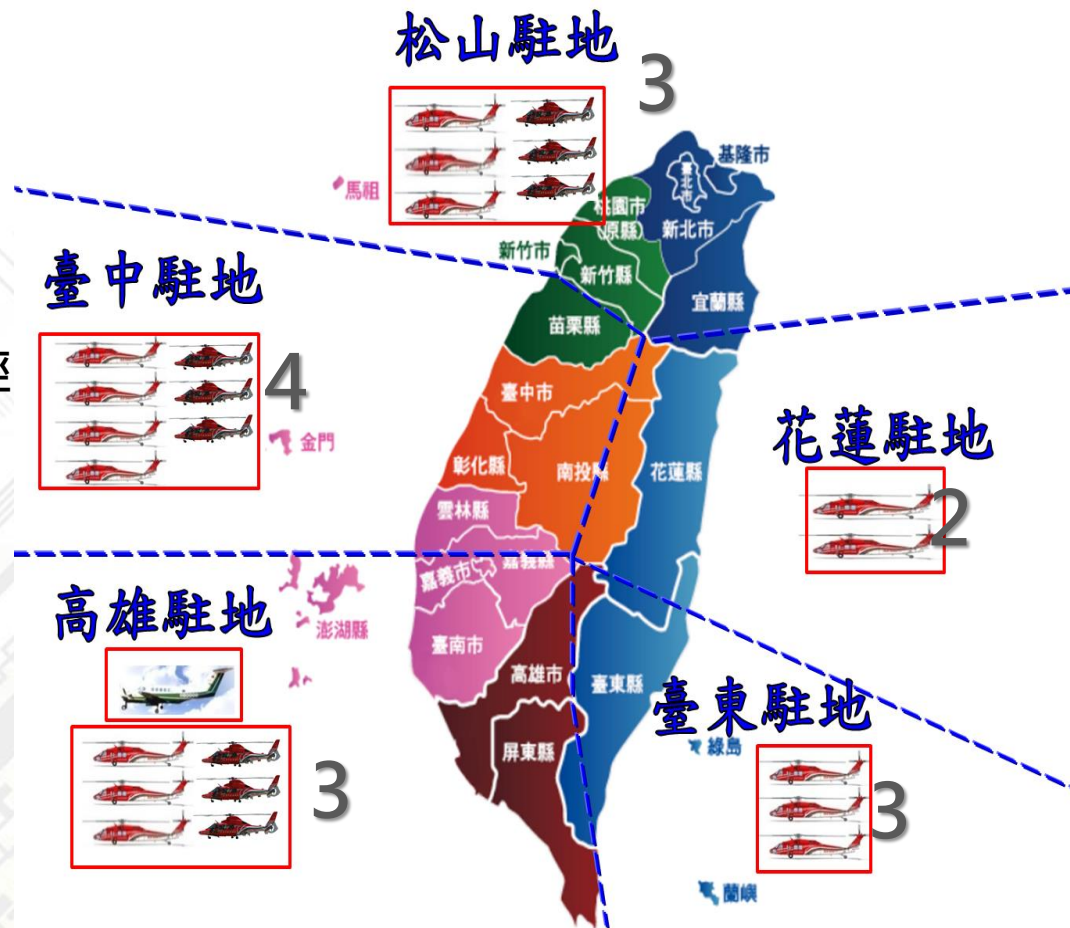 松山駐地
3
基隆市
臺北市
馬祖
桃園市
(原縣)
新北市
新竹市
新竹縣
宜蘭縣
臺中駐地
苗栗縣
4
臺中市
金門
花蓮駐地
彰化縣
南投縣
花蓮縣
2
雲林縣
嘉義縣
嘉義市
高雄駐地
澎湖縣
臺南市
高雄市
臺東縣
臺東駐地
屏東縣
綠島
3
3
蘭嶼